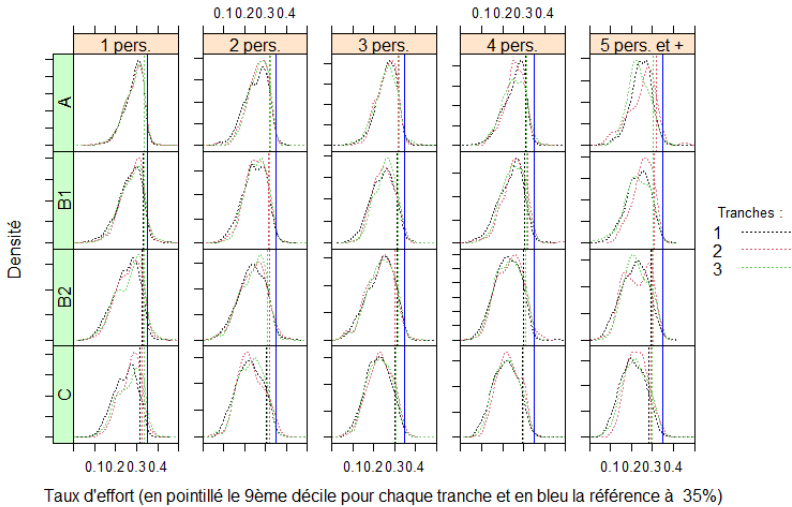 0.10.20.30.4 0.10.20.30.4
1 pers. 2 pers. 3 pers. 4 pers. 5 pers. et +
A
B1
B2
C
Densité
Tranches :
1
2
3
0.10.20.30.4 0.10.20.30.4 0.10.20.30.4
Taux d'effort (en pointillé le 9ème décile pour chaque tranche et en bleu la référence à 35%)